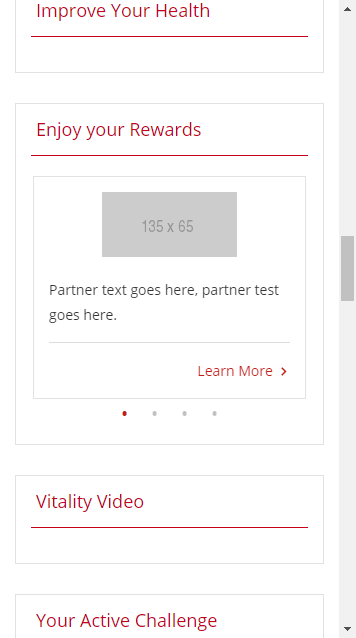 Improve Your Health
Enjoy your Rewards
135 x 65
Partner text goes here, partner test
goes here.
Learn More
Vitality Video
Your Active Challenge